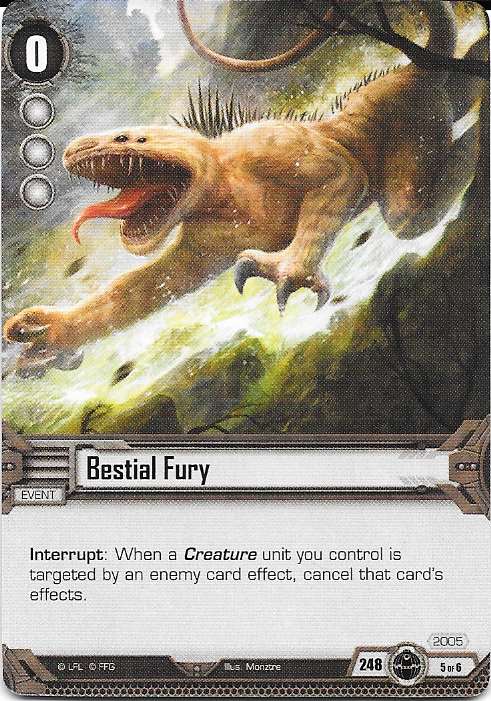 0
Bestial Fury
EVENT
Interrupt: When a Creature unit you control is
targeted by an enemy card effect, cancel that card's
effects.
2005
© LFL © FFG
Illus. Monztre
248
5 OF 6